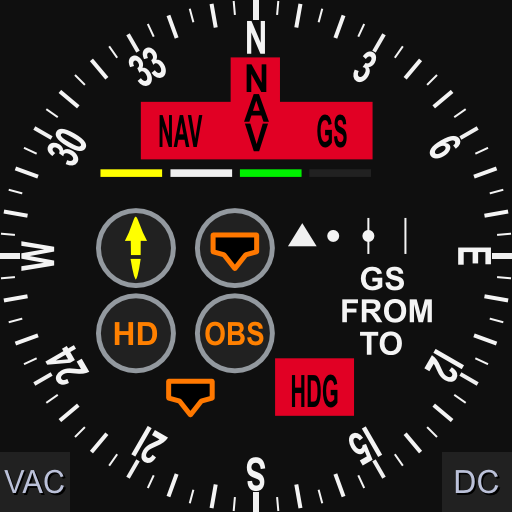 N
33
3
NAV
NAV
GS
30
6
W
E
GS
FROM
TO
HD
OBS
HDG
24
12
21
15
S
VAC
DC